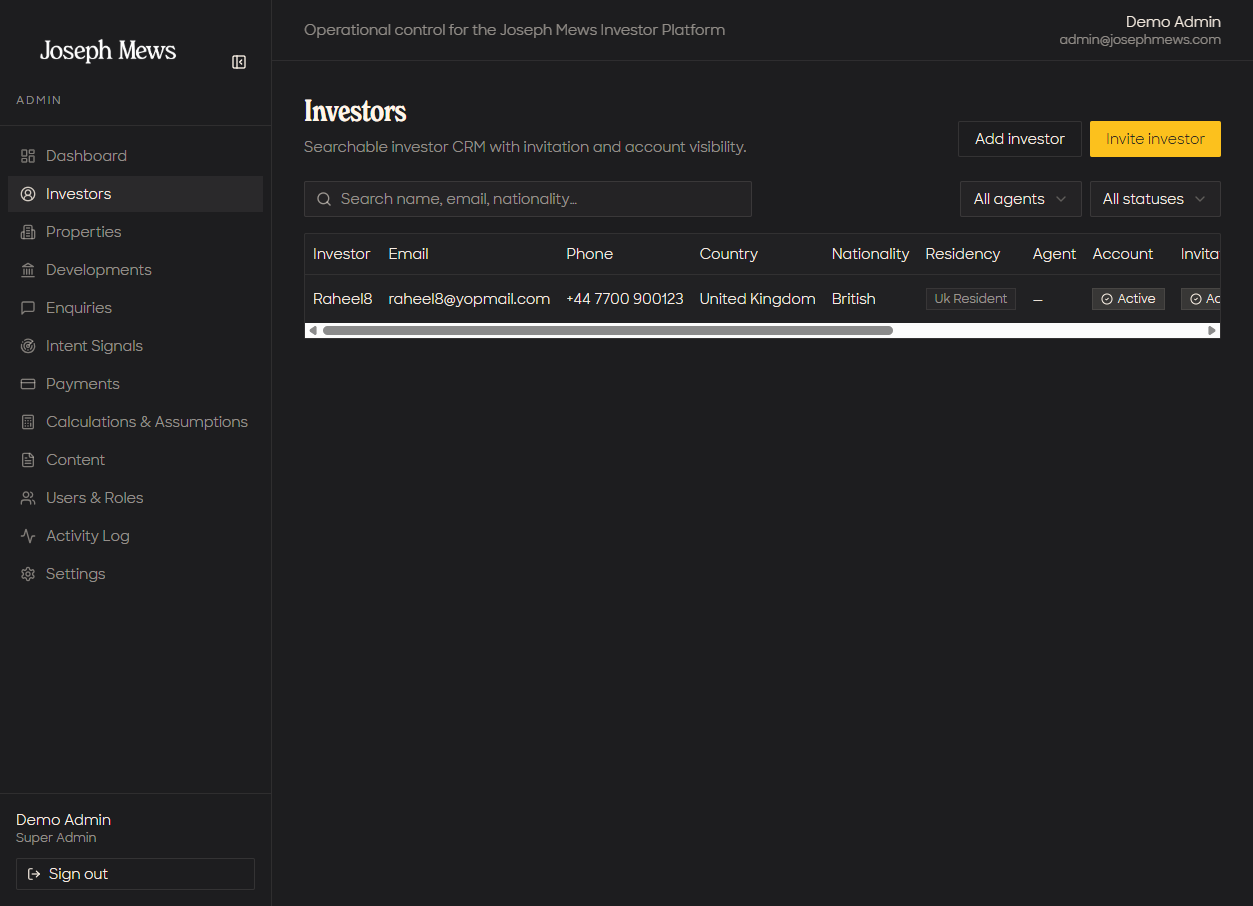 Joseph Mews
ADMIN
Dashboard
Investors
Properties
Developments
Enquiries
Intent Signals
Payments
Calculations & Assumptions
Content
Users & Roles
Activity Log
Settings
Demo Admin
Super Admin
Sign out
Operational control for the Joseph Mews Investor Platform
Demo Admin
admin@josephmews.com
Investors
Searchable investor CRM with invitation and account visibility.
Add investor
Invite investor
Search name, email, nationality...
All agents
All statuses
Investor Email Phone Country Nationality Residency Agent Account Invita
Raheel8 raheel8@yopmail.com +44 7700 900123 United Kingdom British Uk Resident – Active Ac